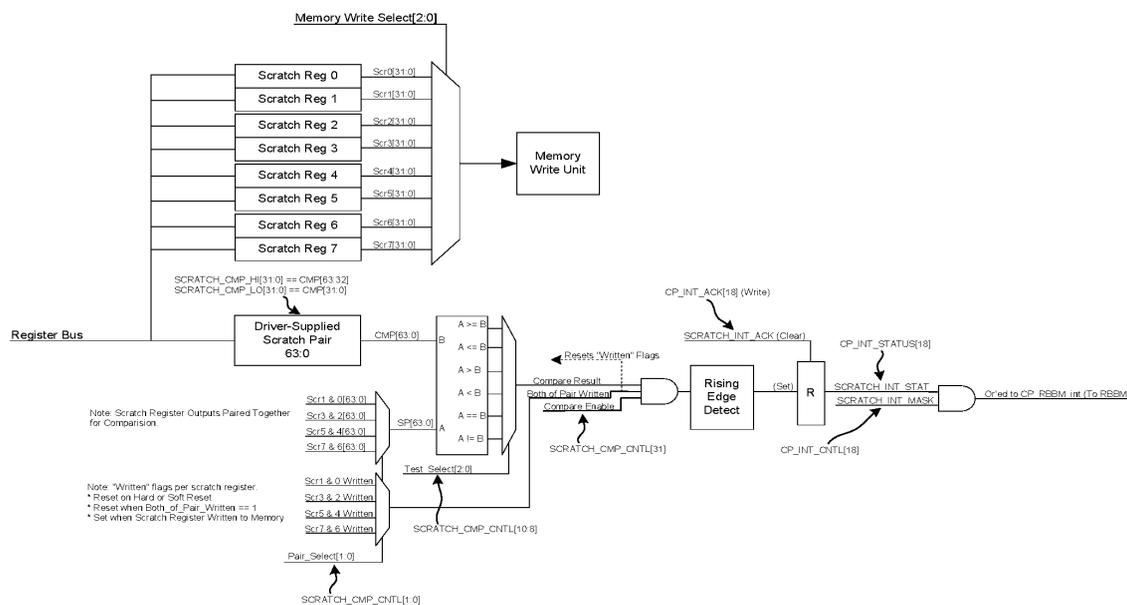 Memory Write Select[2:0]
Scratch Reg 0
Scr0[31:0]
Scratch Reg 1
Scr1[31:0]
Scratch Reg 2
Scr2[31:0]
Scratch Reg 3
Scr3[31:0]
Scratch Reg 4
Scr4[31:0]
Scratch Reg 5
Scr5[31:0]
Scratch Reg 6
Scr6[31:0]
Scratch Reg 7
Scr7[31:0]
Memory
Write Unit
SCRATCH_CMP_HI[31:0] == CMP[63:32]
SCRATCH_CMP_LO[31:0] == CMP[31:0]
Register Bus
Driver-Supplied
Scratch Pair
63:0
CMP[63:0]
B
A
A >= B
A <= B
A > B
A < B
A == B
A != B
Resets "Written" Flags
Compare Result
Both of Pair Written
Compare Enable
SCRATCH_CMP_CNTL[31]
Rising
Edge
Detect
CP_INT_ACK[18] (Write)
SCRATCH_INT_ACK (Clear)
(Set)
R
CP_INT_STATUS[18]
SCRATCH_INT_STAT
SCRATCH_INT_MASK
CP_INT_CNTL[18]
Or'ed to CP_RBBM_int (To RBBM
Note: Scratch Register Outputs Paired Together
for Comparision.
Scr1 & 0[63:0]
Scr3 & 2[63:0]
Scr5 & 4[63:0]
Scr7 & 6[63:0]
SP[63:0]
Test_Select[2:0]
SCRATCH_CMP_CNTL[10:8]
Note: "Written" flags per scratch register.
* Reset on Hard or Soft Reset
* Reset when Both_of_Pair_Written == 1
* Set when Scratch Register Written to Memory
Scr1 & 0 Written
Scr3 & 2 Written
Scr5 & 4 Written
Scr7 & 6 Written
Pair_Select[1:0]
SCRATCH_CMP_CNTL[1:0]